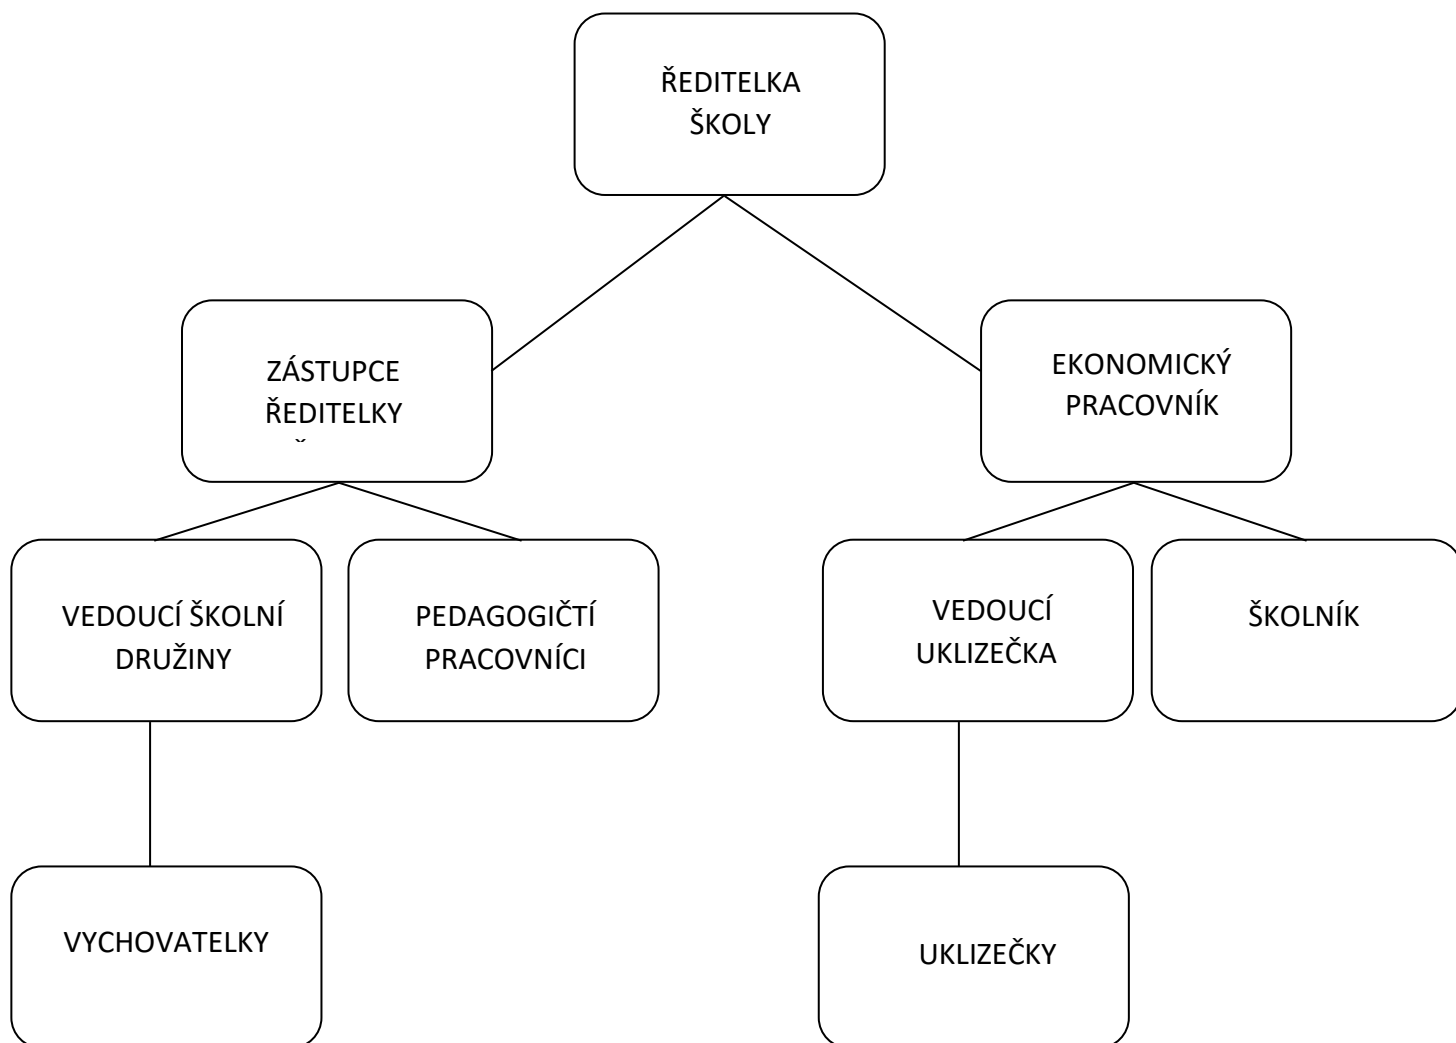 ŘEDITELKA
ŠKOLY
ZÁSTUPCE
ŘEDITELKY
EKONOMICKÝ
PRACOVNÍK
VEDOUCÍ ŠKOLNÍ
DRUŽINY
PEDAGOGIČTÍ
PRACOVNÍCI
VEDOUCÍ
UKLIZEČKA
ŠKOLNÍK
VYCHOVATELKY
UKLIZEČKY